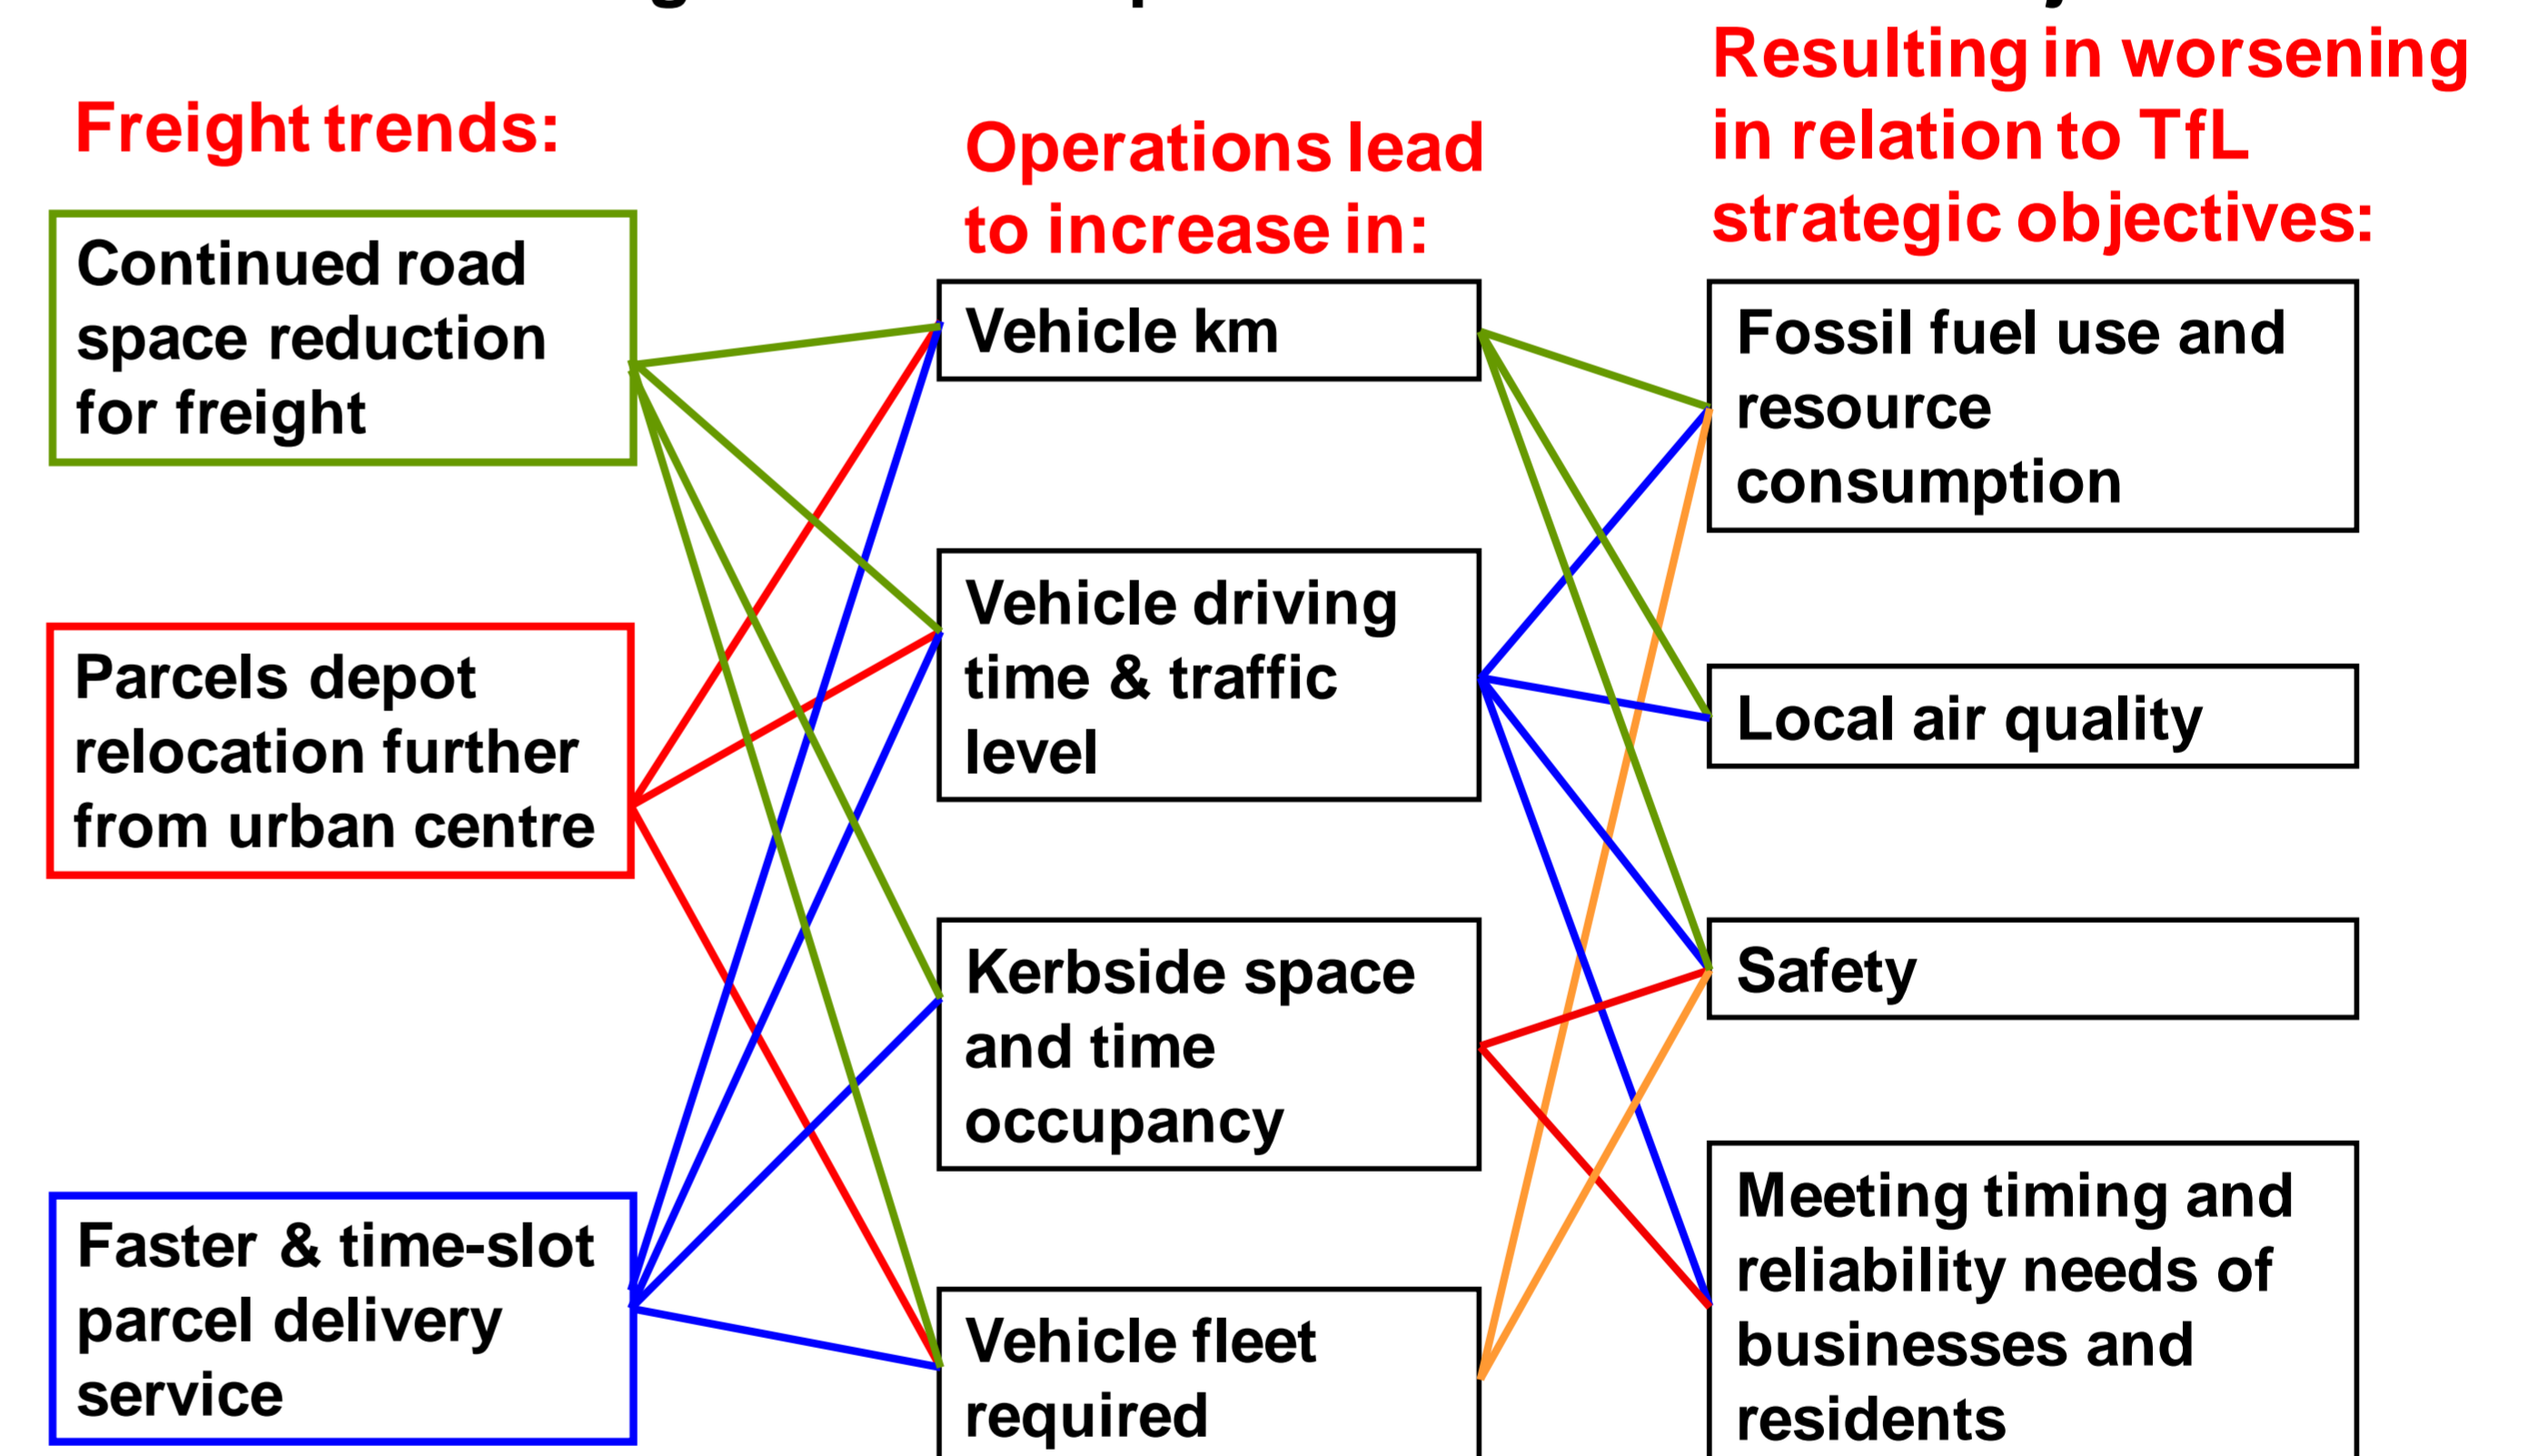 Freight trends:
Continued road
space reduction
for freight
Parcels depot
relocation further
from urban centre
Faster & time-slot
parcel delivery
service
Operations lead
to increase in:
Vehicle km
Vehicle driving
time & traffic
level
Kerbside space
and time
occupancy
Vehicle fleet
required
Resulting in worsening
in relation to TfL
strategic objectives:
Fossil fuel use and
resource
consumption
Local air quality
Safety
Meeting timing and
reliability needs of
businesses and
residents